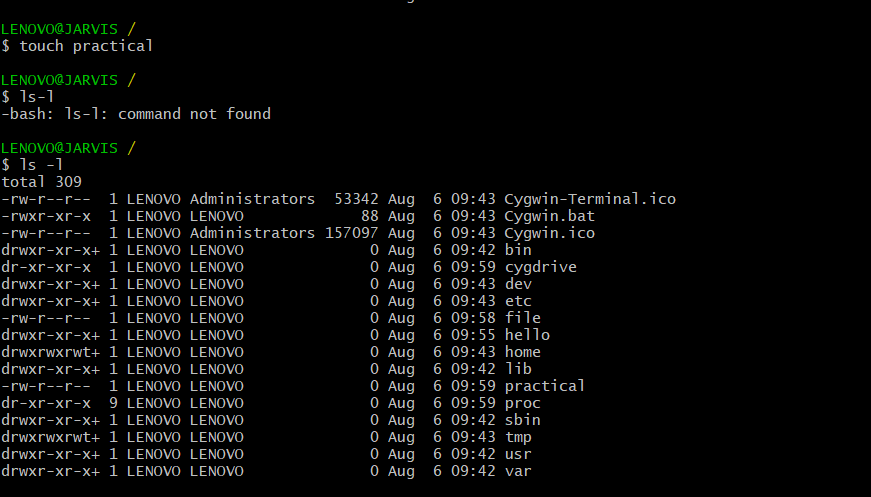 LENOVO@JARVIS /
$ touch practical

LENOVO@JARVIS /
$ ls-l
-bash: ls-l: command not found

LENOVO@JARVIS /
$ ls -l
total 309
-rw-r--r--  1 LENOVO Administrators  53342 Aug  6 09:43 Cygwin-Terminal.ico
-rwxr-xr-x  1 LENOVO LENOVO             88 Aug  6 09:43 Cygwin.bat
-rw-r--r--  1 LENOVO Administrators 157097 Aug  6 09:43 Cygwin.ico
drwxr-xr-x+ 1 LENOVO LENOVO              0 Aug  6 09:42 bin
dr-xr-xr-x  1 LENOVO LENOVO              0 Aug  6 09:59 cygdrive
drwxr-xr-x+ 1 LENOVO LENOVO              0 Aug  6 09:43 dev
drwxr-xr-x+ 1 LENOVO LENOVO              0 Aug  6 09:43 etc
-rw-r--r--  1 LENOVO LENOVO              0 Aug  6 09:58 file
drwxr-xr-x+ 1 LENOVO LENOVO              0 Aug  6 09:55 hello
drwxrwxrwt+ 1 LENOVO LENOVO              0 Aug  6 09:43 home
drwxr-xr-x+ 1 LENOVO LENOVO              0 Aug  6 09:42 lib
-rw-r--r--  1 LENOVO LENOVO              0 Aug  6 09:59 practical
dr-xr-xr-x  9 LENOVO LENOVO              0 Aug  6 09:59 proc
drwxr-xr-x+ 1 LENOVO LENOVO              0 Aug  6 09:42 sbin
drwxrwxrwt+ 1 LENOVO LENOVO              0 Aug  6 09:43 tmp
drwxr-xr-x+ 1 LENOVO LENOVO              0 Aug  6 09:42 usr
drwxr-xr-x+ 1 LENOVO LENOVO              0 Aug  6 09:42 var